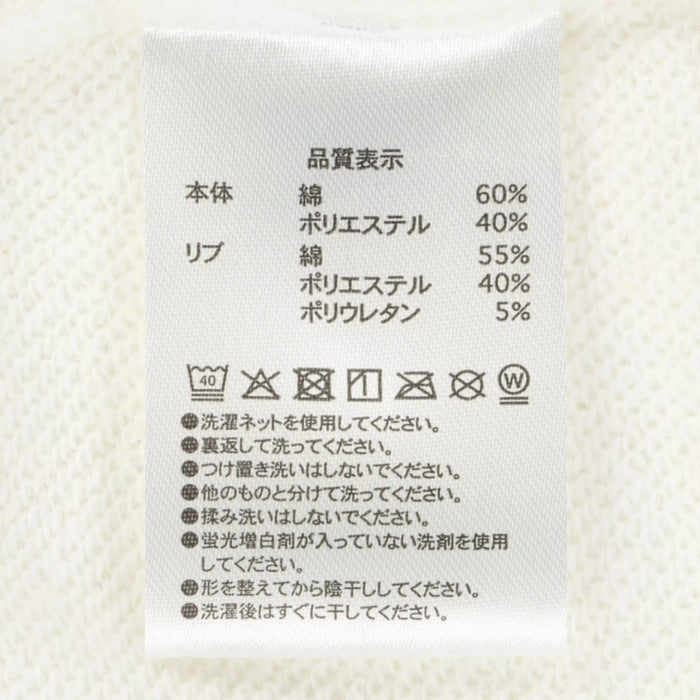 品質表示
本体 綿 60%
ポリエステル 40%
リブ 綿 55%
ポリエステル 40%
ポリウレタン 5%
40 W
●洗濯ネットを使用してください。
●裏返して洗ってください。
●つけ置き洗いはしないでください。
●他のものと分けて洗ってください。
●揉み洗いはしないでください。
●蛍光増白剤が入っていない洗剤を使用
してください。
●形を整えてから陰干ししてください。
●洗濯後はすぐに干してください。